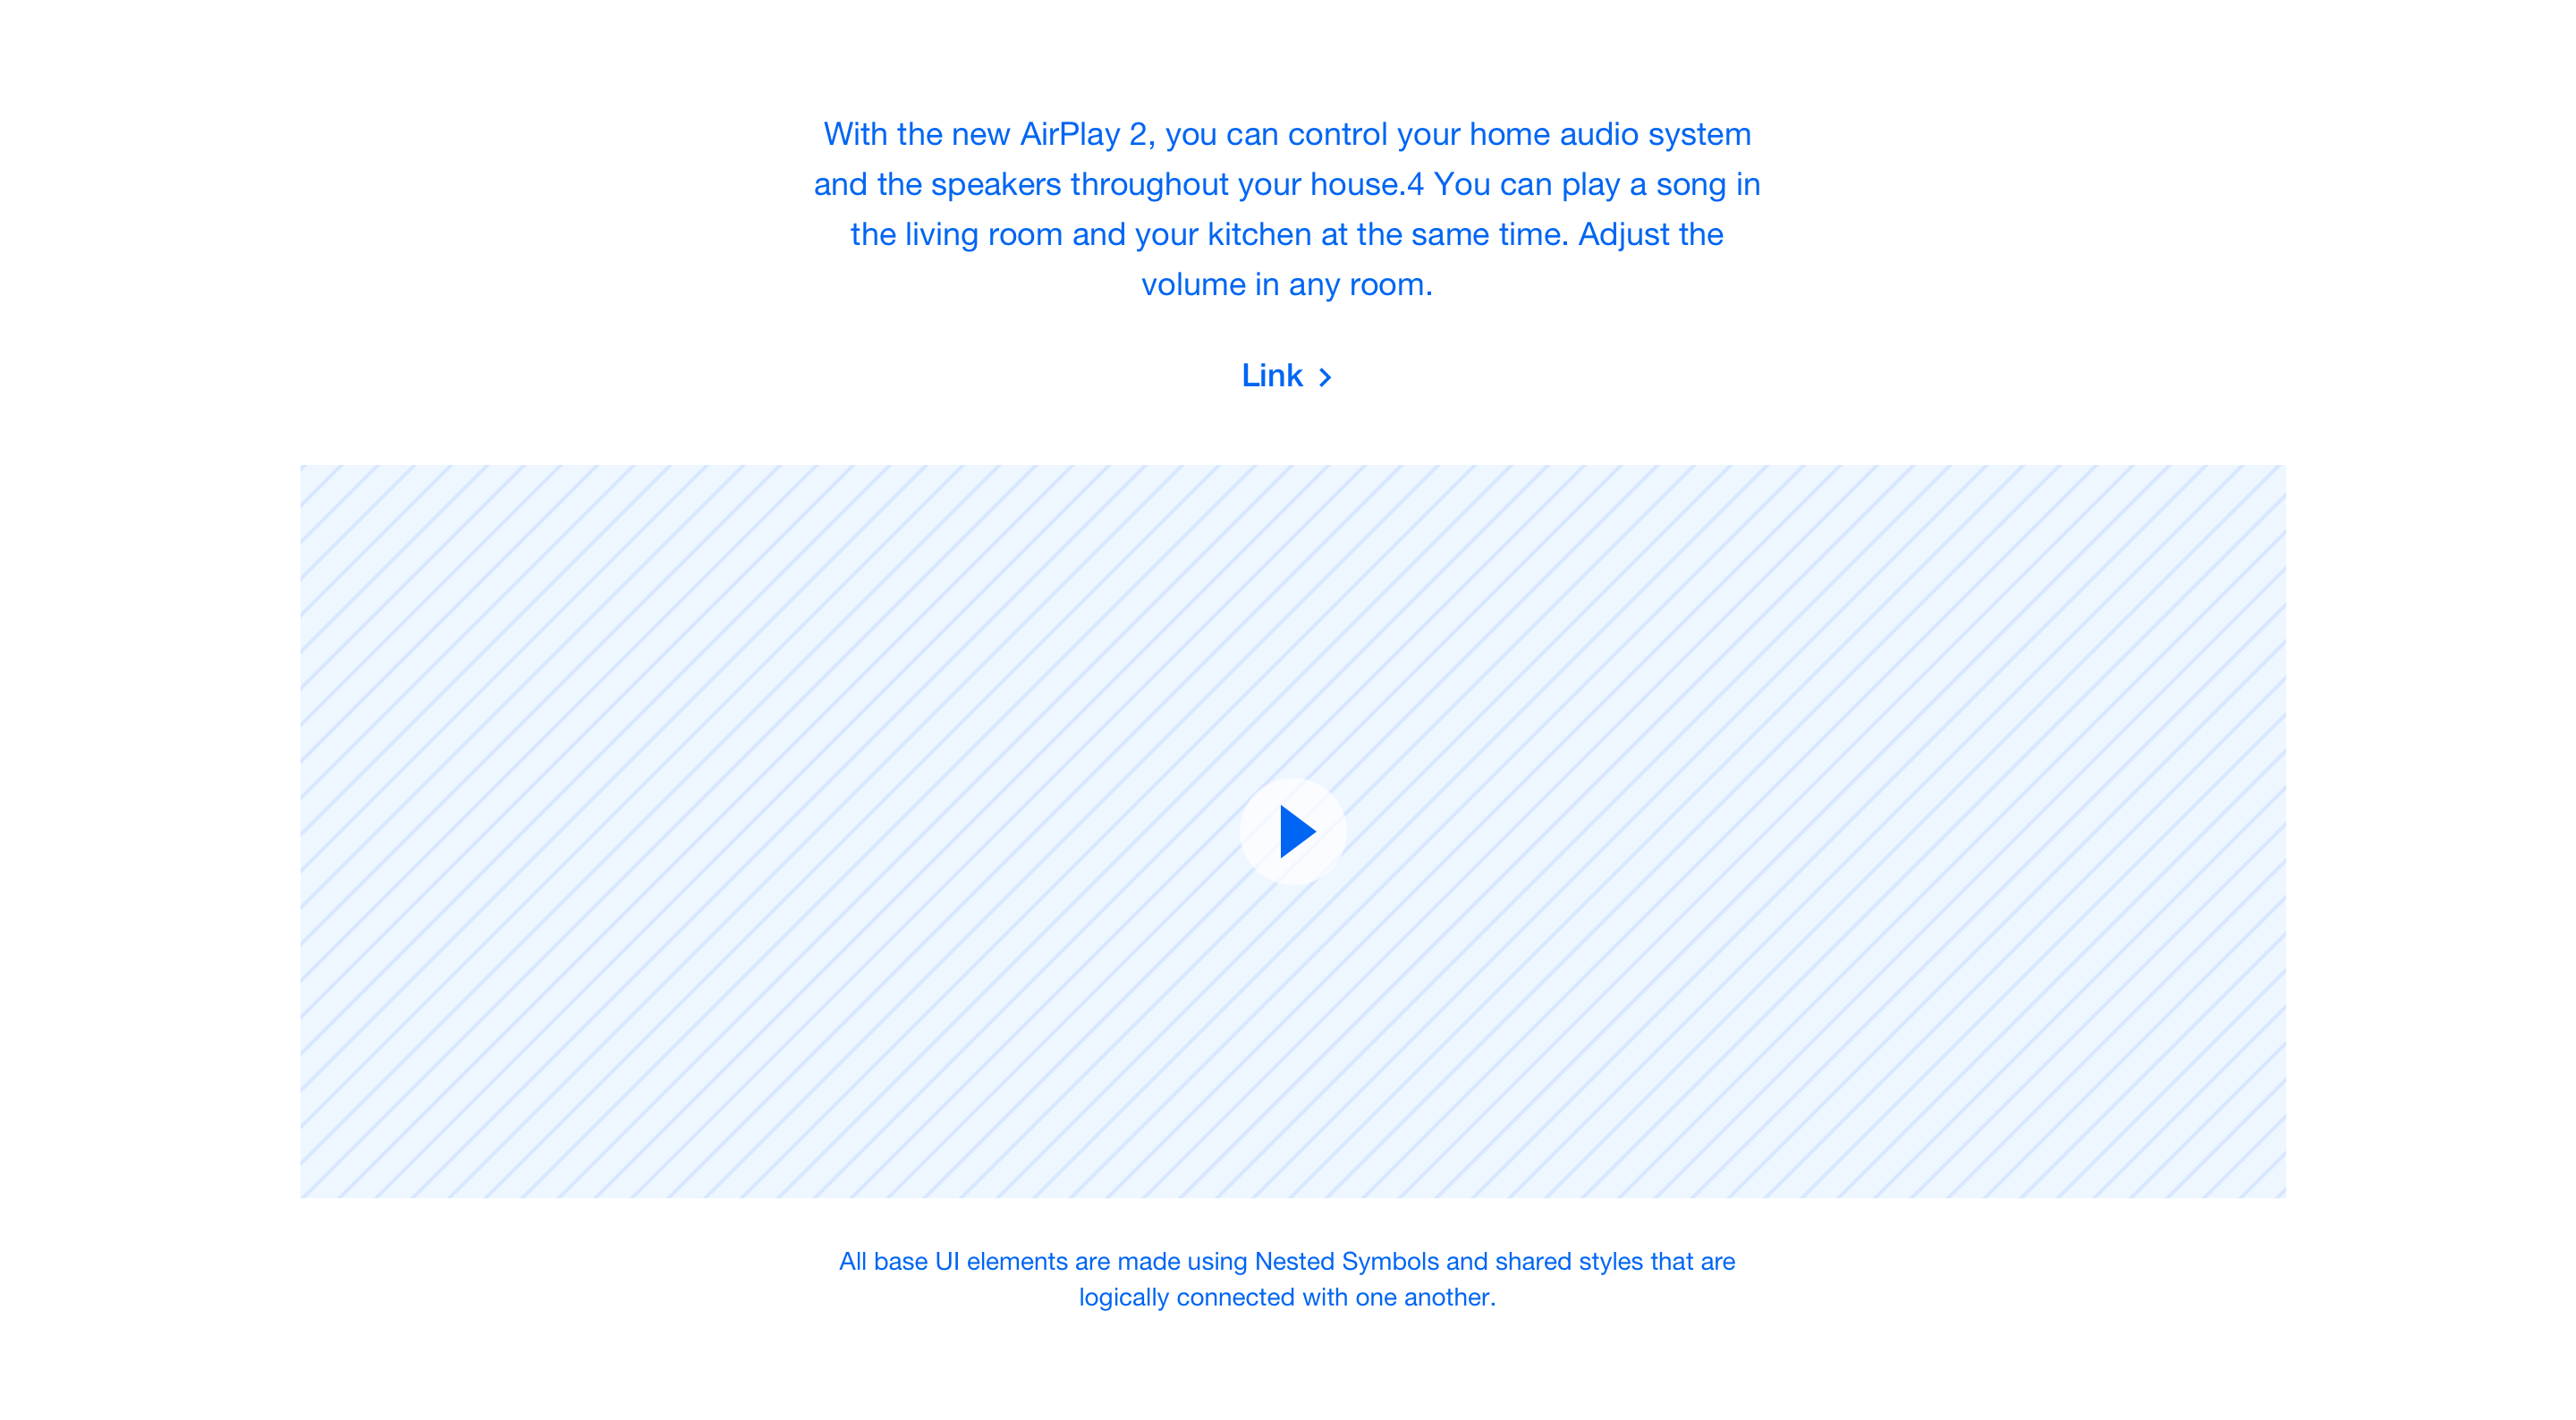 With the new AirPlay 2, you can control your home audio system
and the speakers throughout your house.4 You can play a song in
the living room and your kitchen at the same time. Adjust the
volume in any room.
Link
All base UI elements are made using Nested Symbols and shared styles that are
logically connected with one another.